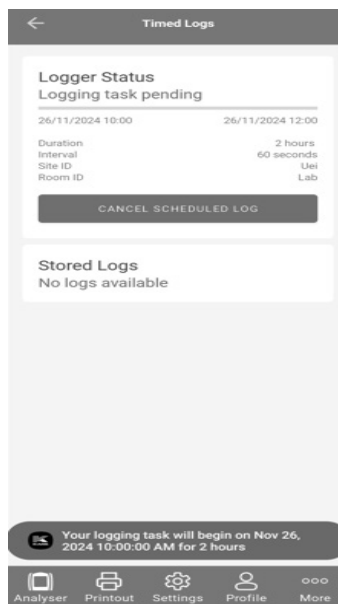 Timed Logs
Logger Status
Logging task pending
26/11/2024 10:00 26/11/2024 12:00
Duration 2 hours
Interval 60 seconds
Site ID Uei
Room ID Lab
CANCEL SCHEDULED LOG
Stored Logs
No logs available
Your logging task will begin on Nov 26,
2024 10:00:00 AM for 2 hours
Analyser Printout Settings Profile More